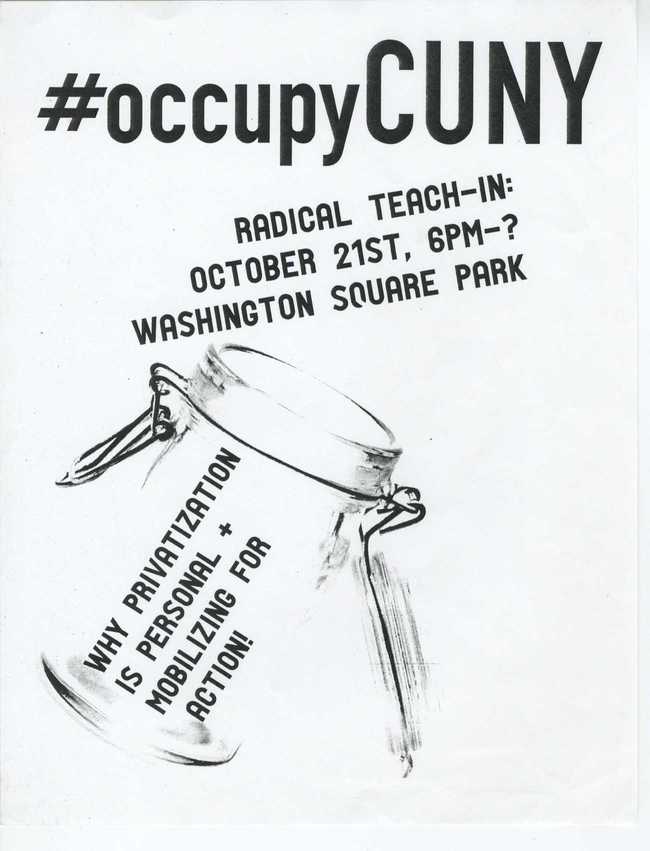 #occupyCUNY
RADICAL TEACH-IN:
OCTOBER 21ST, 6PM-?
WASHINGTON SQUARE PARK
WHY PRIVATIZATION
IS PERSONAL +
MOBILIZING FOR
ACTION!